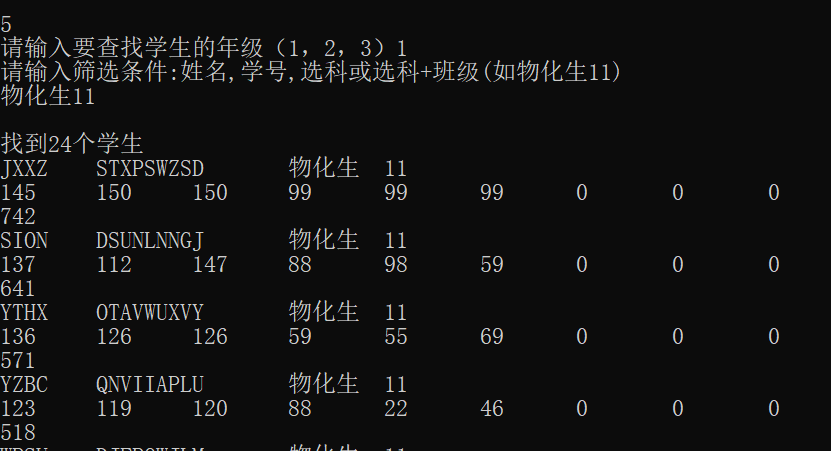 5
请输入要查找学生的年级（1，2，3）1
请输入筛选条件:姓名,学号,选科或选科+班级(如物化生11)
物化生11
找到24个学生
JXXZ STXPSWZSD 物化生 11
145 150 150 99 99 99 0 0 0
742
SION DSUNLNNGJ 物化生 11
137 112 147 88 98 59 0 0 0
641
YTHX OTAVWUXVY 物化生 11
136 126 126 59 55 69 0 0 0
571
YZBC QNVIIAPLU 物化生 11
123 119 120 88 22 46 0 0 0
518